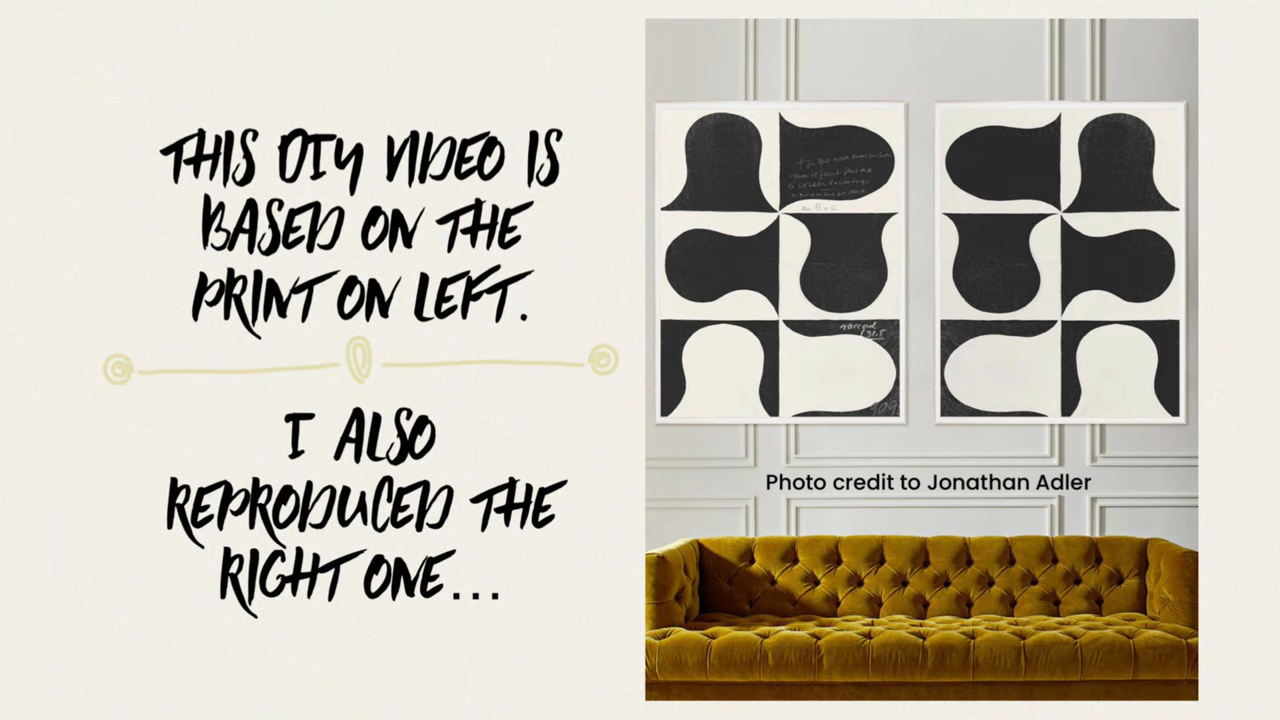 THIS DIY VIDEO IS
BASED ON THE
PRINT ON LEFT.
I ALSO
REPRODUCED THE
RIGHT ONE...
Photo credit to Jonathan Adler